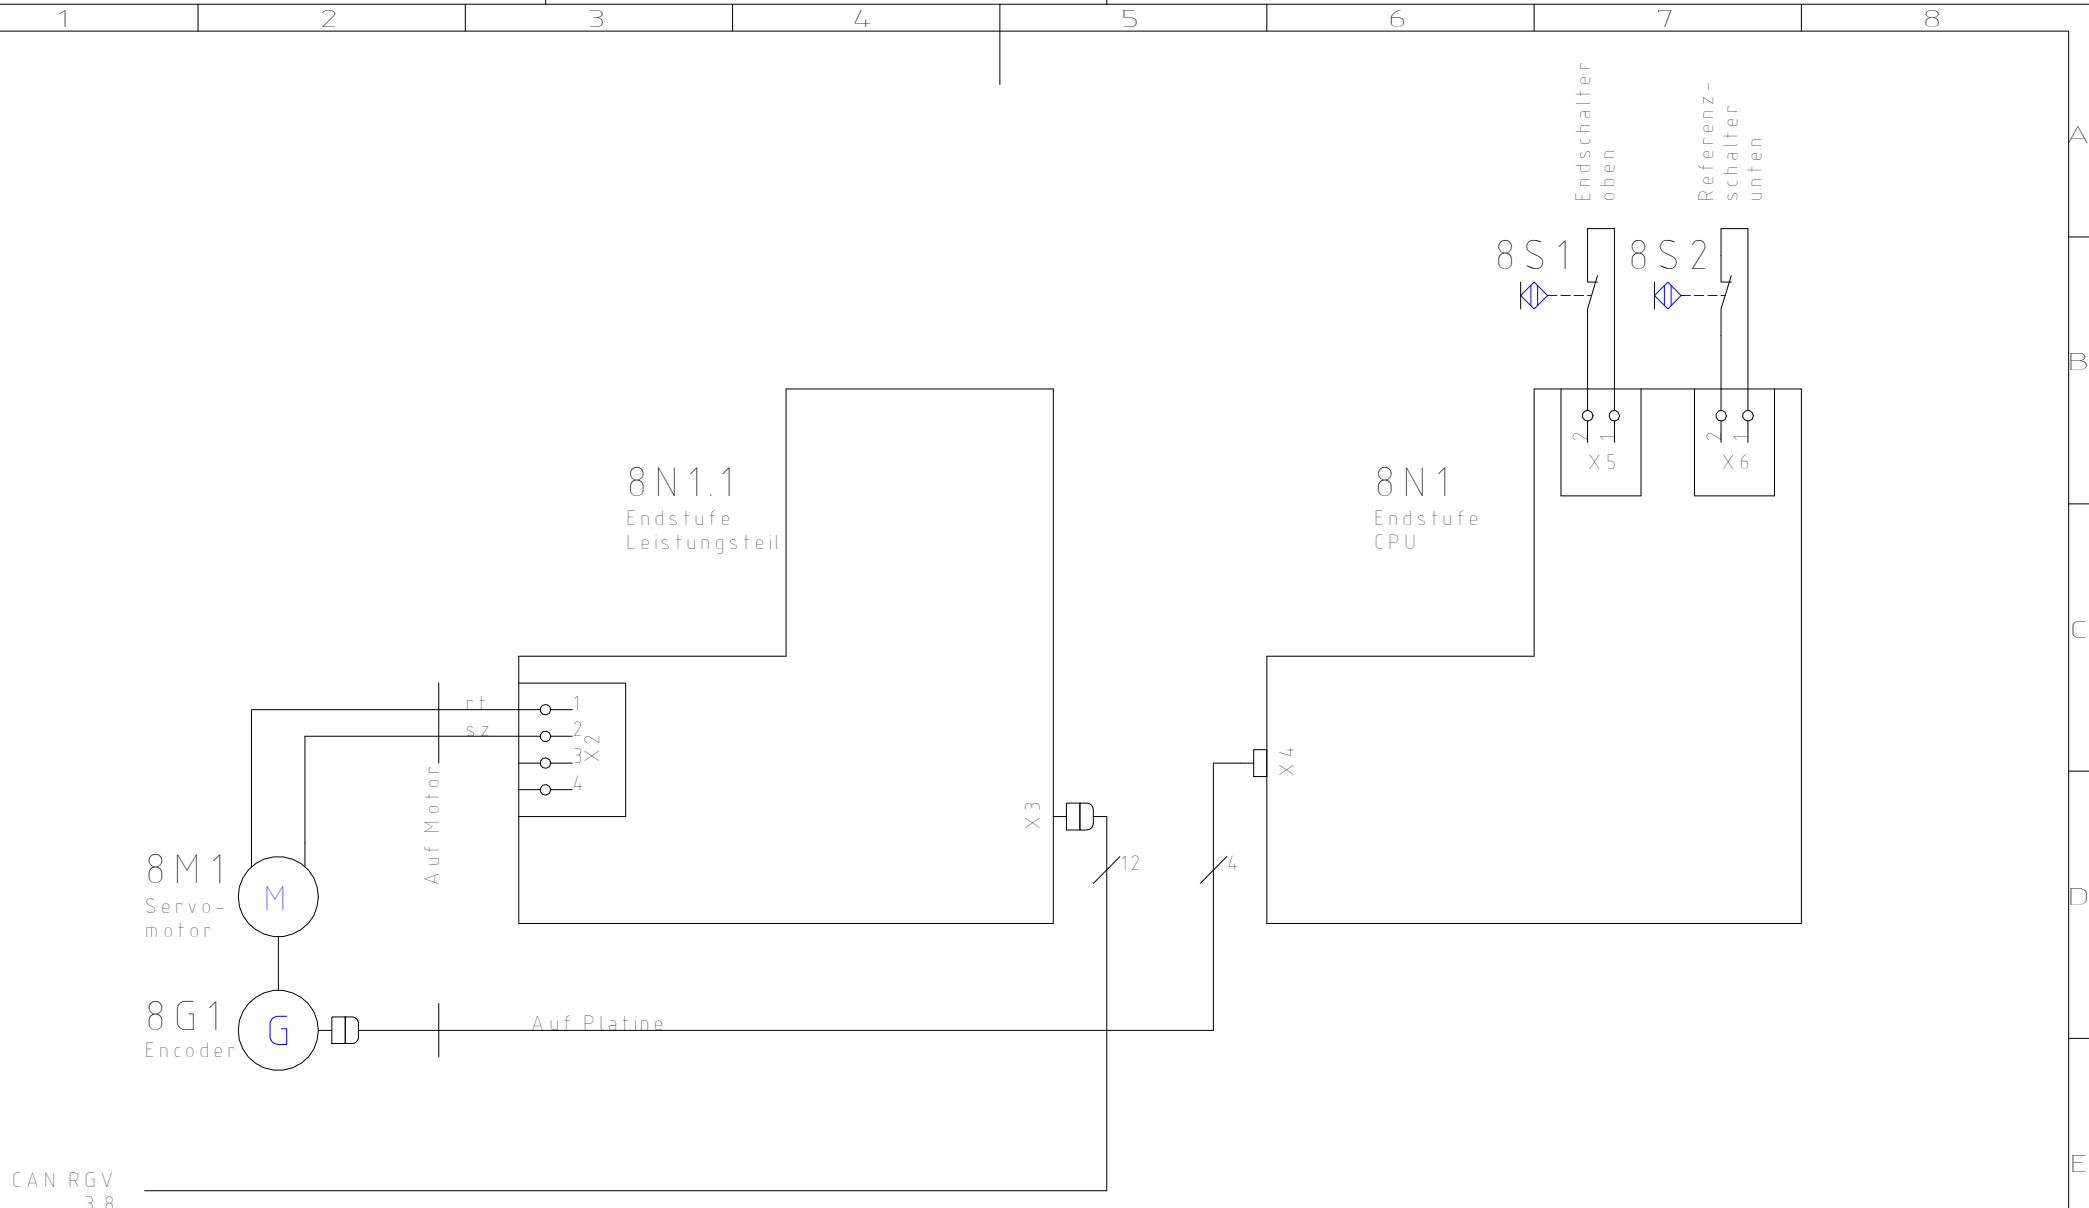 1 2 3 4 5 6 7 8
A
B
C
D
E
Endschalter
oben
Referenz-
schalter
unten
8S1
8S2
2 1
X5
2 1
X6
8N1.1
Endstufe
Leistungsteil
8N1
Endstufe
CPU
rt
sz
1
2
3
4
X2
Auf Motor
X3
X4
12
4
8M1
Servo-
motor
M
8G1
Encoder
G
Auf Platine
CAN RGV
3.8